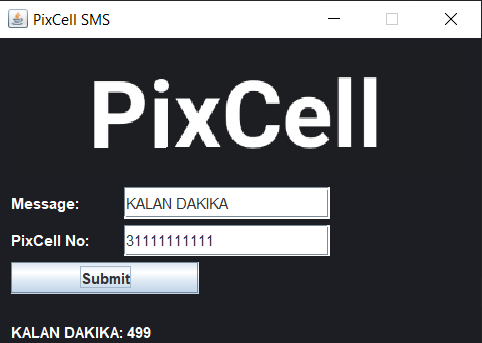 PixCell SMS
PixCell
Message: KALAN DAKIKA
PixCell No: 31111111111
Submit
KALAN DAKIKA: 499